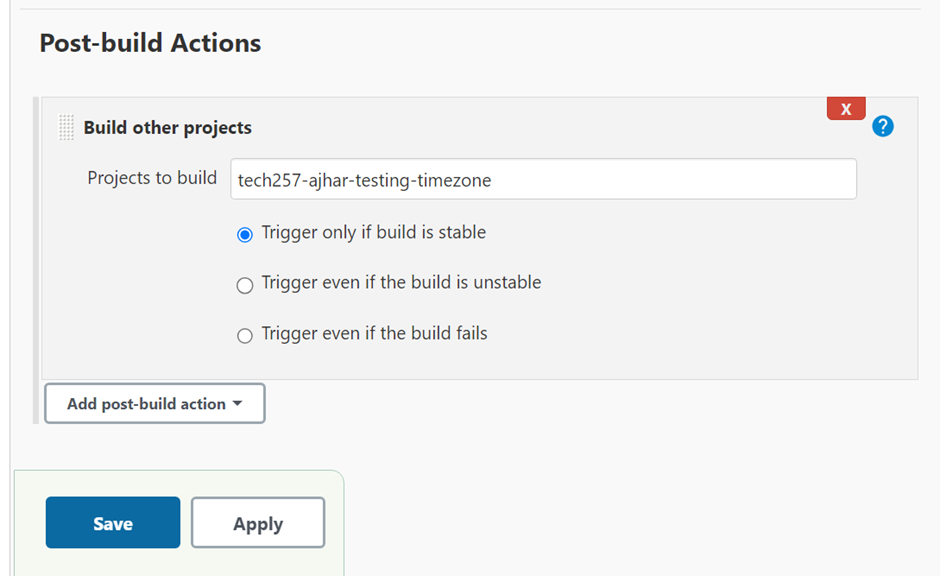 Post-build Actions
X
Build other projects
?
Projects to build tech257-ajhar-testing-timezone
Trigger only if build is stable
Trigger even if the build is unstable
Trigger even if the build fails
Add post-build action
Save Apply